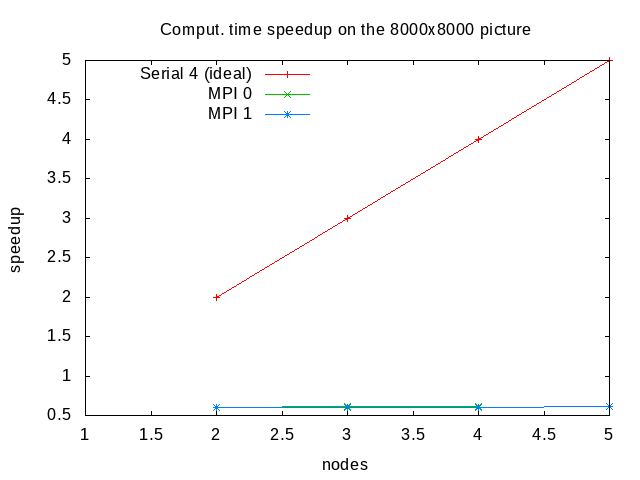 Comput. time speedup on the 8000x8000 picture
5
4.5
4
3.5
3
2.5
2
1.5
1
0.5
speedup
Serial 4 (ideal)
MPI 0
MPI 1
1 1.5 2 2.5 3 3.5 4 4.5 5
nodes